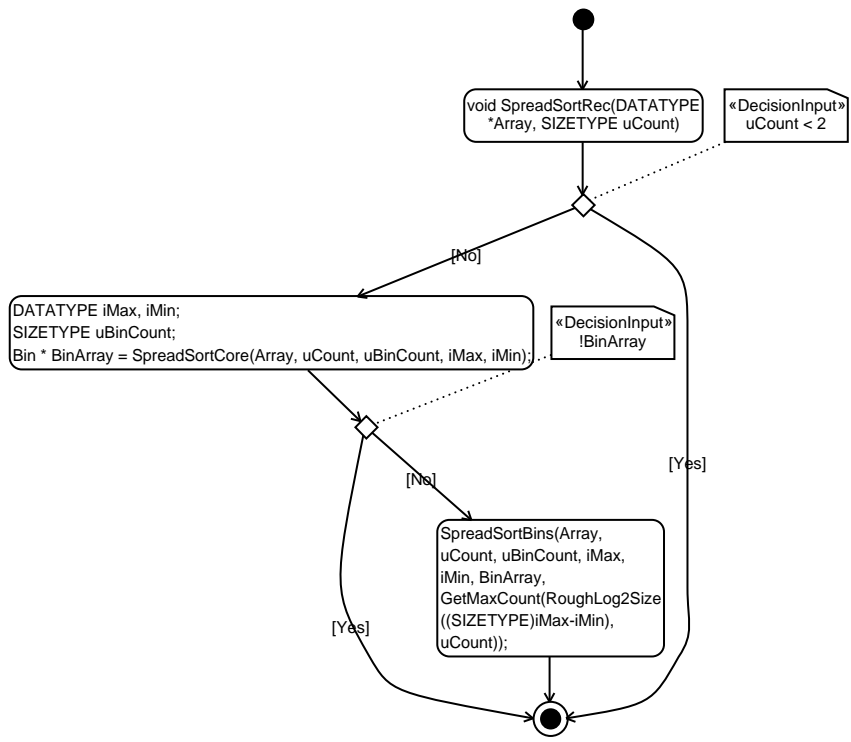 void SpreadSortRec(DATATYPE
*Array, SIZETYPE uCount)
«DecisionInput»
uCount < 2
[No]
DATATYPE iMax, iMin;
SIZETYPE uBinCount;
Bin * BinArray = SpreadSortCore(Array, uCount, uBinCount, iMax, iMin);
«DecisionInput»
!BinArray
[Yes]
[No]
SpreadSortBins(Array,
uCount, uBinCount, iMax,
iMin, BinArray,
GetMaxCount(RoughLog2Size
((SIZETYPE)iMax-iMin),
uCount));
[Yes]